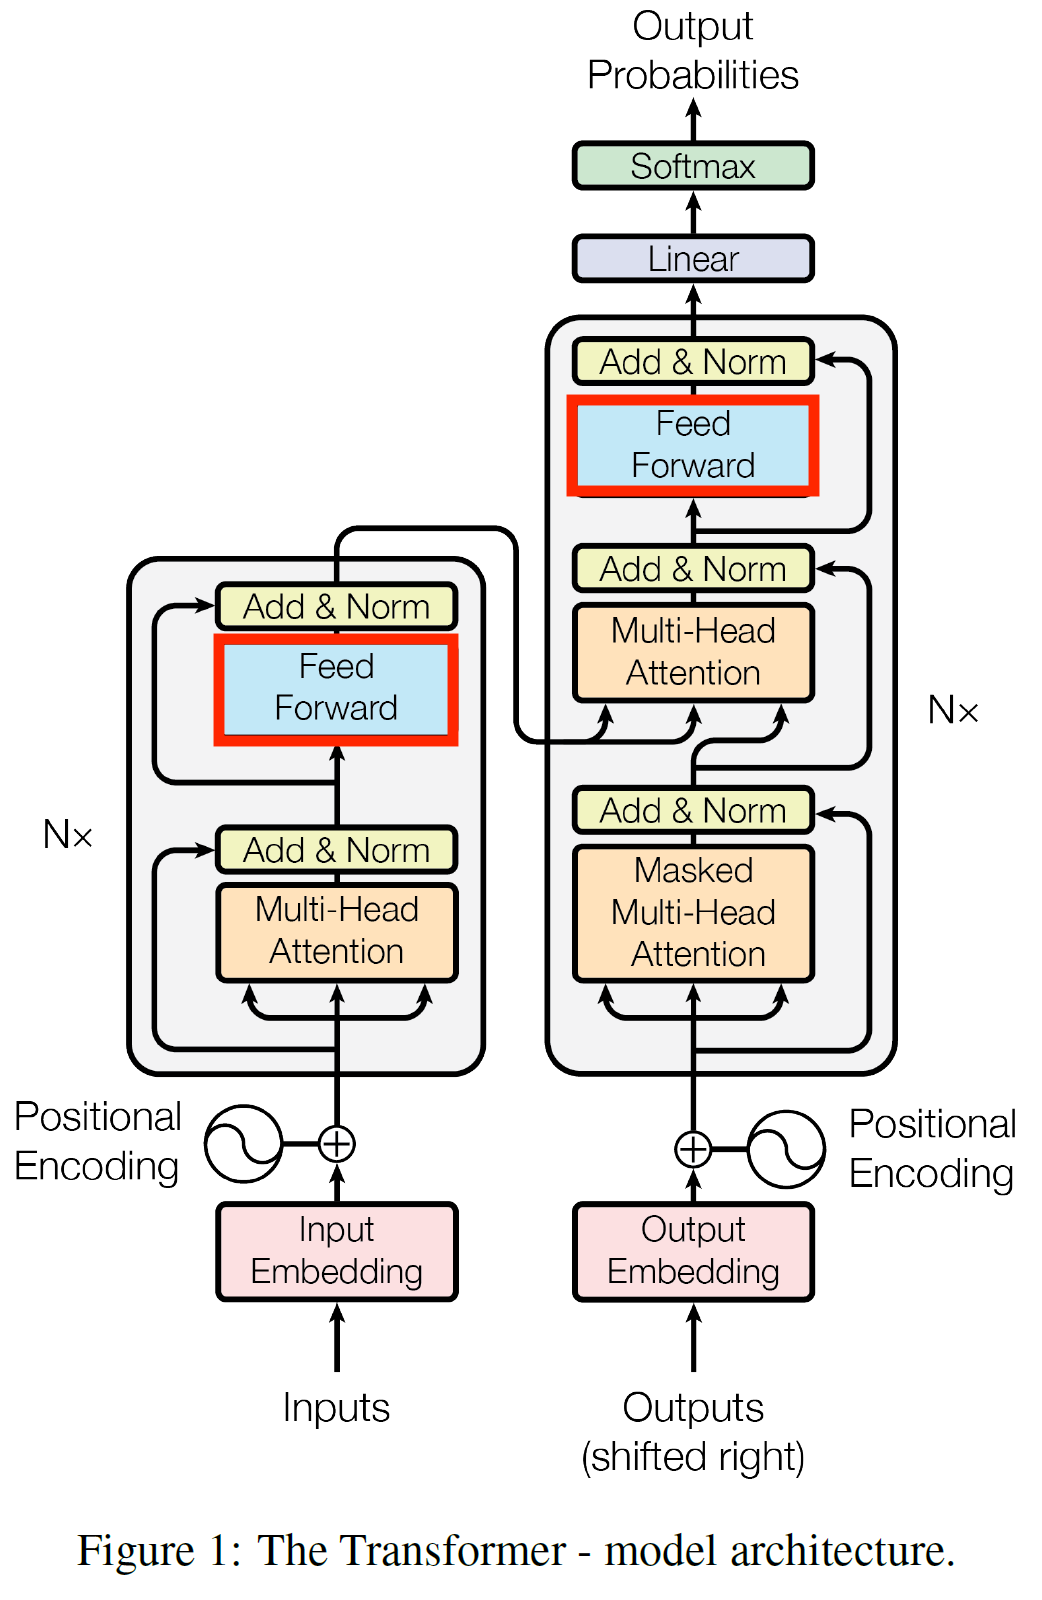 Output
Probabilities
Softmax
Linear
Add & Norm
Feed
Forward
Add & Norm
Multi-Head
Attention
Add & Norm
Masked
Multi-Head
Attention
N×
Add & Norm
Feed
Forward
Add & Norm
Multi-Head
Attention
N×
Positional
Encoding
Positional
Encoding
Input
Embedding
Output
Embedding
Inputs
Outputs
(shifted right)
Figure 1: The Transformer - model architecture.